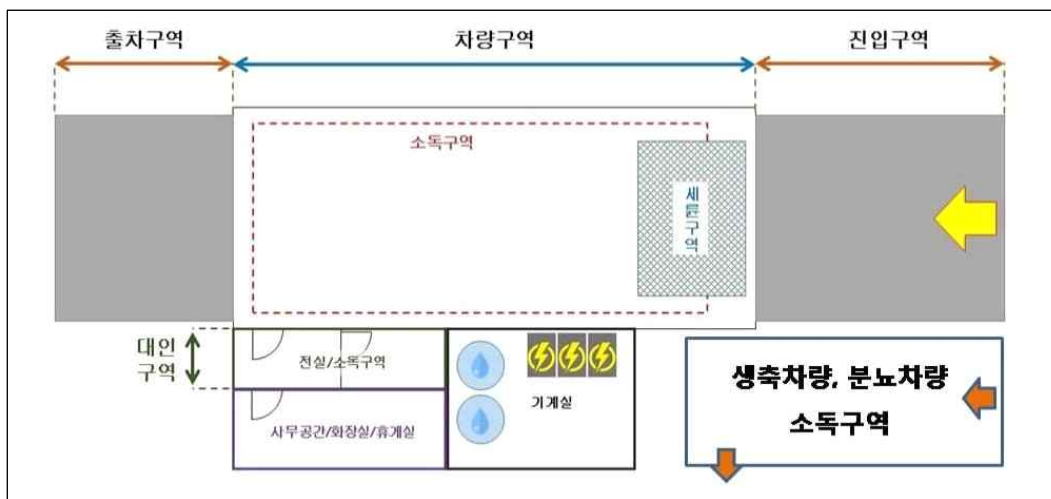 출차구역
차량구역
진입구역
소독구역
세륜구역
대인
구역
전실/소독구역
사무공간/화장실/휴게실
기계실
생축차량, 분뇨차량
소독구역